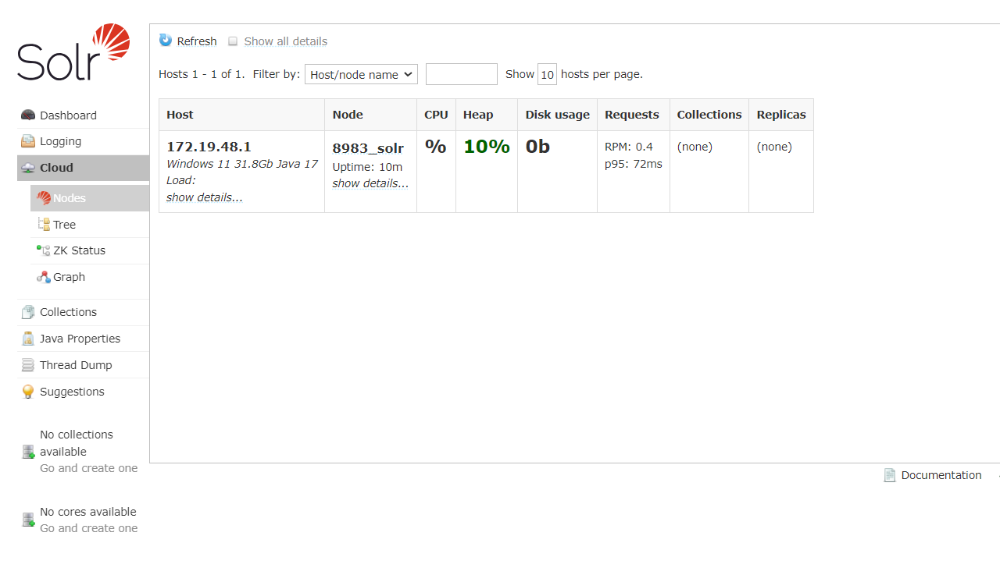 Solr
Dashboard
Logging
Cloud
Nodes
Tree
ZK Status
Graph
Collections
Java Properties
Thread Dump
Suggestions
No collections
available
Go and create one
No cores available
Go and create one
Refresh Show all details
Hosts 1 - 1 of 1. Filter by: Host/node name Show 10 hosts per page.
Host Node CPU Heap Disk usage Requests Collections Replicas
172.19.48.1 8983_solr % 10% 0b RPM: 0.4 (none) (none)
Windows 11 31.8Gb Java 17 Uptime: 10m p95: 72ms
Load: show details...
show details...
Documentation